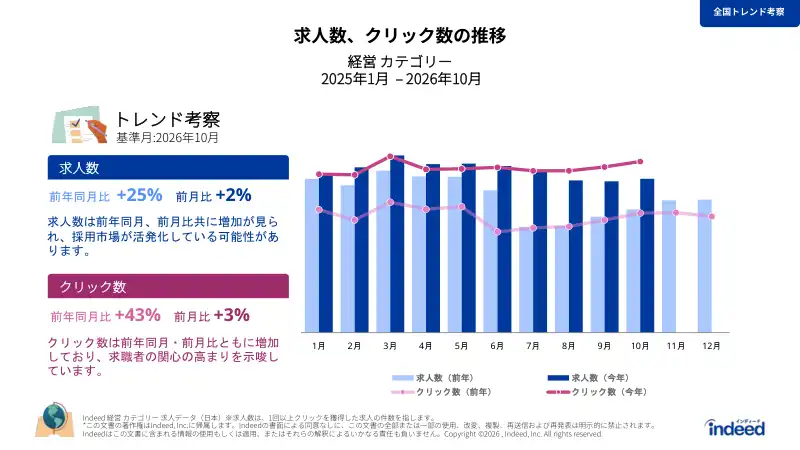 全国トレンド考察
求人数、クリック数の推移
経営 カテゴリー
2025年1月 – 2026年10月
トレンド考察
基準月:2026年10月
求人数
前年同月比 +25% 前月比 +2%
求人数は前年同月、前月比共に増加が見ら
れ、採用市場が活発化している可能性があ
ります。
クリック数
前年同月比 +43% 前月比 +3%
クリック数は前年同月・前月比ともに増加
しており、求職者の関心の高まりを示唆し
ています。
1月 2月 3月 4月 5月 6月 7月 8月 9月 10月 11月 12月
求人数（前年） 求人数（今年）
クリック数（前年） クリック数（今年）
Indeed 経営 カテゴリー 求人データ（日本）※求人数は、1回以上クリックを獲得した求人の件数を指します。
*この文書の著作権はIndeed, Inc.に帰属します。Indeedの書面による同意なしに、この文書の全部または一部の使用、改変、複製、再送信および再発表は明示的に禁止されます。
Indeedはこの文書に含まれる情報の使用もしくは適用、またはそれらの解釈によるいかなる責任も負いません。Copyright ©2026 , Indeed, Inc. All rights reserved.
インディード
indeed